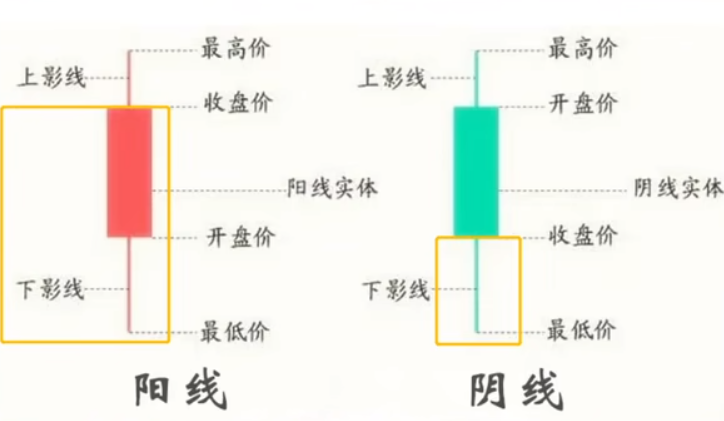 最高价
上影线
收盘价
阳线实体
开盘价
下影线
最低价
阳线
最高价
上影线
开盘价
阴线实体
收盘价
下影线
最低价
阴线